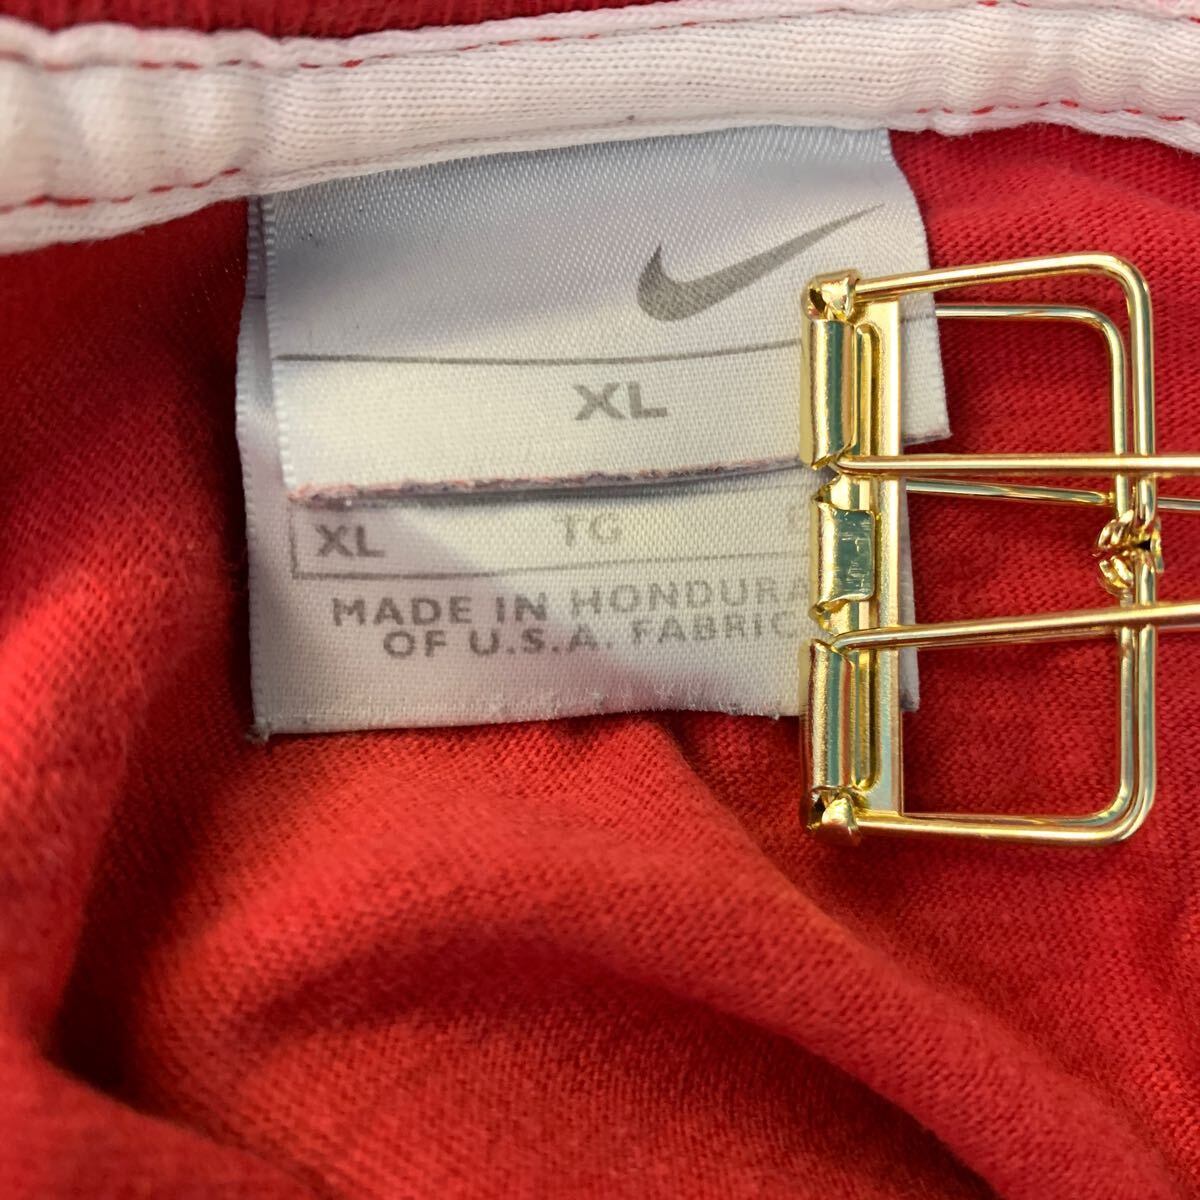 XL
XL TG
MADE IN HONDURA
OF U.S.A. FABRIC